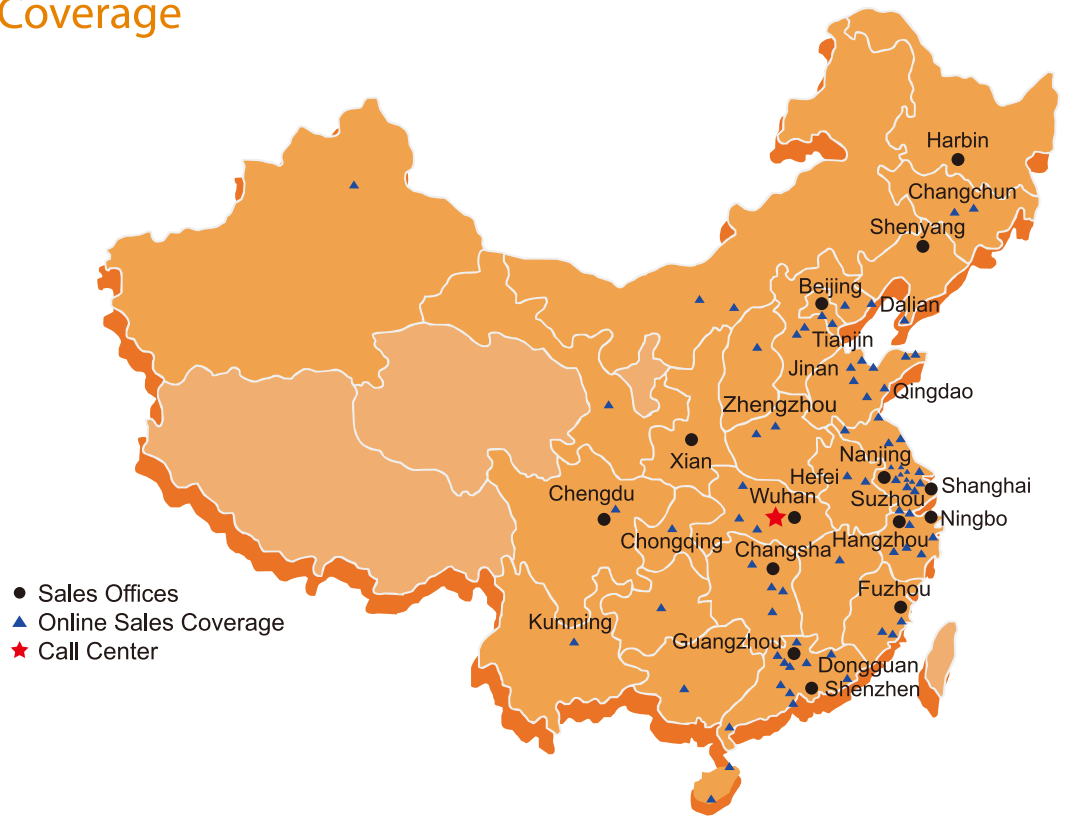 Coverage
Harbin
Changchun
Shenyang
Beijing
Dalian
Tianjin
Jinan
Qingdao
Zhengzhou
Nanjing
Xian
Hefei
Shanghai
Chengdu
Wuhan
Suzhou
Ningbo
Chongqing
Changsha
Hangzhou
Fuzhou
Sales Offices
Online Sales Coverage
Kunming
Guangzhou
Call Center
Dongguan
Shenzhen